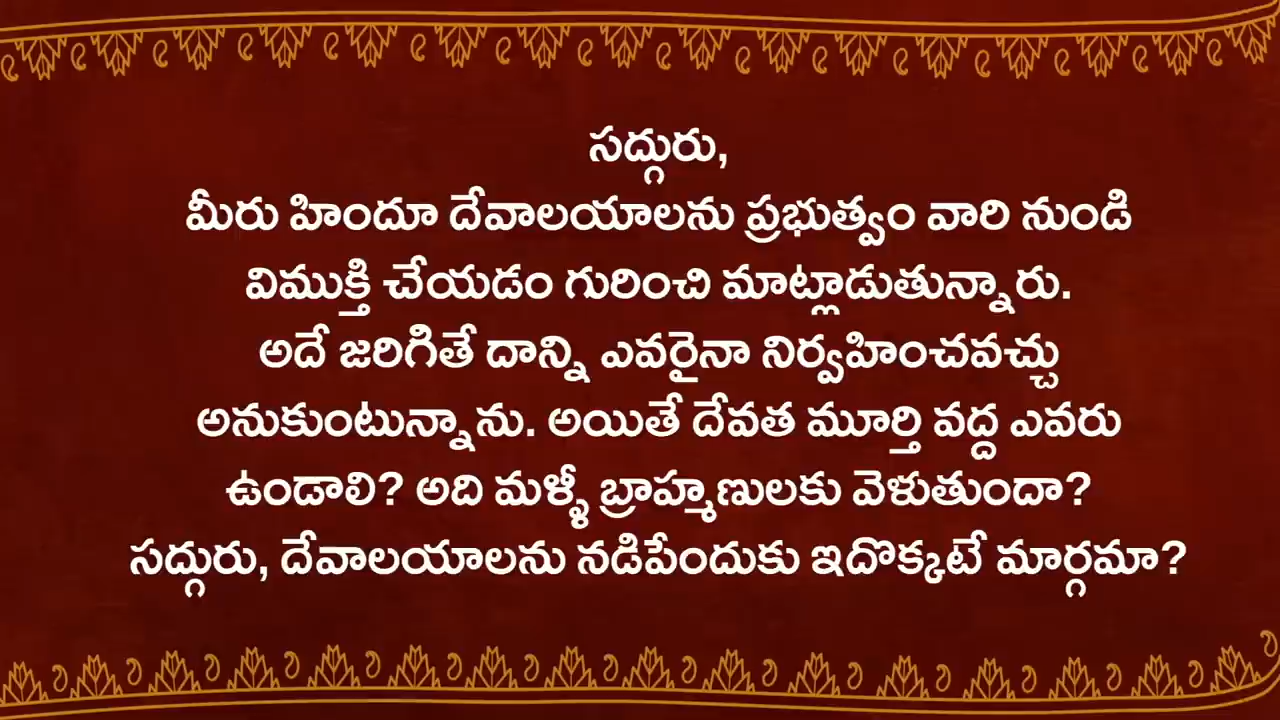 సద్గురు,
మీరు హిందూ దేవాలయాలను ప్రభుత్వం వారి నుండి
విముక్తి చేయడం గురించి మాట్లాడుతున్నారు.
అదే జరిగితే దాన్ని ఎవరైనా నిర్వహించవచ్చు
అనుకుంటున్నాను. అయితే దేవత మూర్తి వద్ద ఎవరు
ఉండాలి? అది మళ్ళీ బ్రాహ్మణులకు వెళుతుందా?
సద్గురు, దేవాలయాలను నడిపేందుకు ఇదొక్కటే మార్గమా?